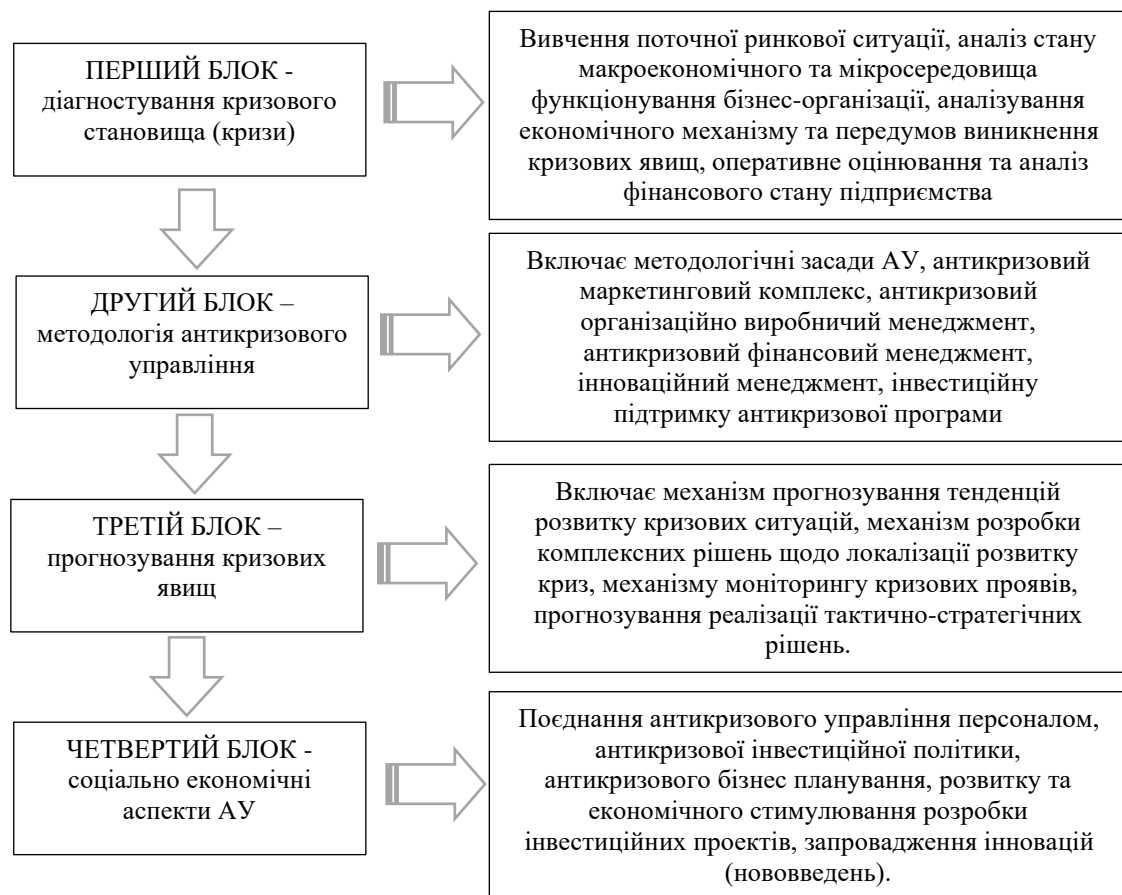 ПЕРШИЙ БЛОК -
діагностування кризового
становища (кризи)
Вивчення поточної ринкової ситуації, аналіз стану
макроекономічного та мікросередовища
функціонування бізнес-організації, аналізування
економічного механізму та передумов виникнення
кризових явищ, оперативне оцінювання та аналіз
фінансового стану підприємства
ДРУГИЙ БЛОК –
методологія антикризового
управління
Включає методологічні засади АУ, антикризовий
маркетинговий комплекс, антикризовий
організаційно виробничий менеджмент,
антикризовий фінансовий менеджмент,
інноваційний менеджмент, інвестиційну
підтримку антикризової програми
ТРЕТІЙ БЛОК –
прогнозування кризових
явищ
Включає механізм прогнозування тенденцій
розвитку кризових ситуацій, механізм розробки
комплексних рішень щодо локалізації розвитку
криз, механізму моніторингу кризових проявів,
прогнозування реалізації тактично-стратегічних
рішень.
ЧЕТВЕРТИЙ БЛОК -
соціально економічні
аспекти АУ
Поєднання антикризового управління персоналом,
антикризової інвестиційної політики,
антикризового бізнес планування, розвитку та
економічного стимулювання розробки
інвестиційних проектів, запровадження інновацій
(нововведень).